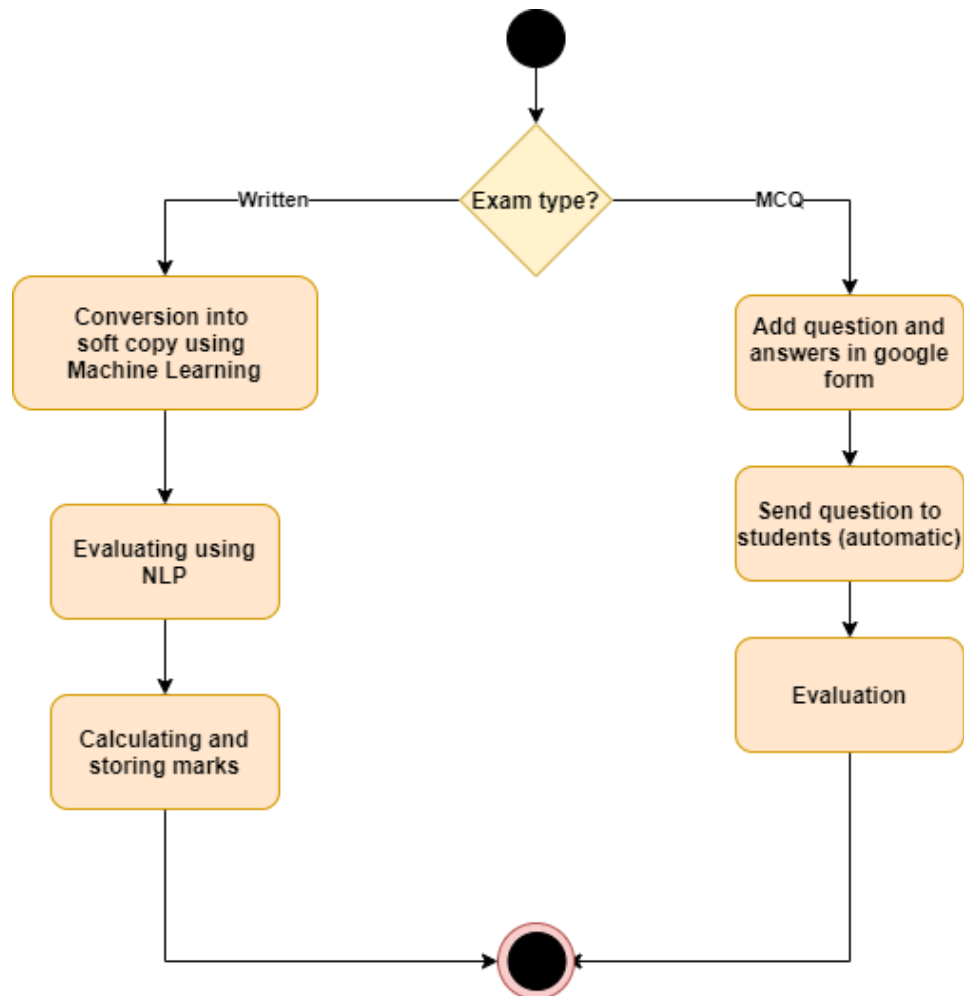 Exam type?
Written
MCQ
Conversion into
soft copy using
Machine Learning
Add question and
answers in google
form
Evaluating using
NLP
Send question to
students (automatic)
Calculating and
storing marks
Evaluation